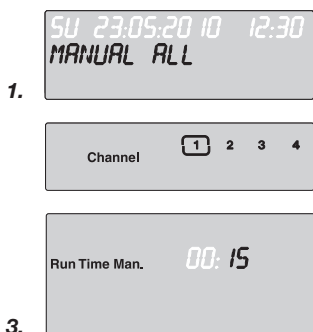 SU 23:05:20 10 12:30
MANUAL ALL
1.
Channel 1 2 3 4
Run Time Man. 00: 15
3.